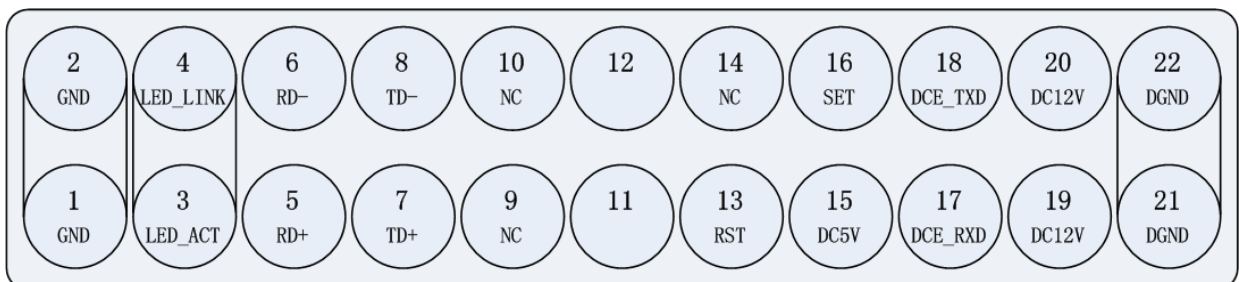 2 4 6 8 10 12 14 16 18 20 22
GND LED_LINK RD- TD- NC NC SET DCE_TXD DC12V DGND
1 3 5 7 9 11 13 15 17 19 21
GND LED_ACT RD+ TD+ NC RST DC5V DCE_RXD DC12V DGND